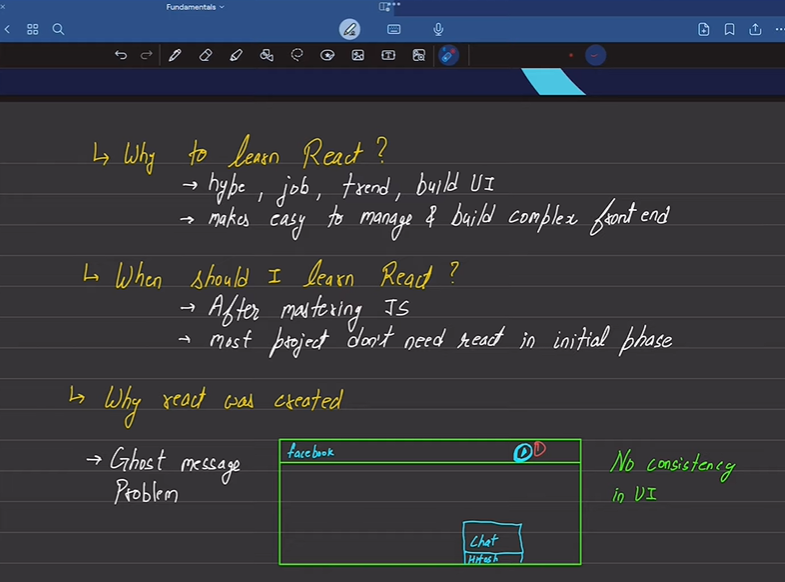 Fundamentals
↳ Why to learn React?
→ hype, job, trend, build UI
→ makes easy to manage & build complex front end
↳ When should I learn React?
→ After mastering JS
→ most project don't need react in initial phase
↳ Why react was created
→ Ghost message
Problem
facebook
1
Chat
Hitesh
No consistency
in UI